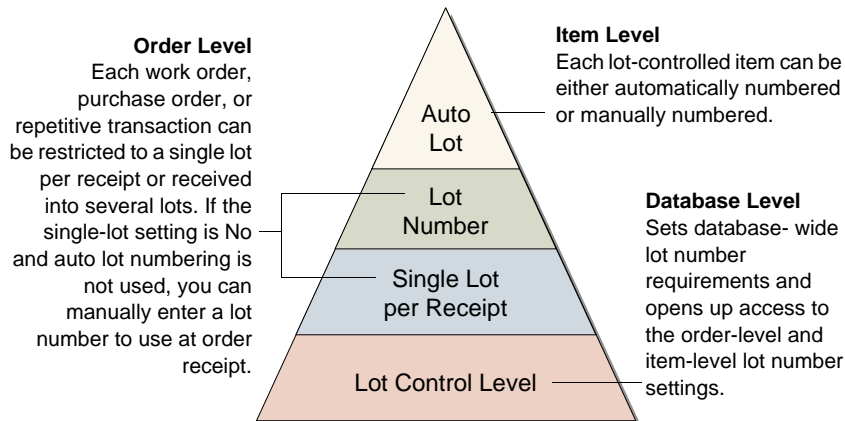 Order Level
Each work order,
purchase order, or
repetitive transaction can
be restricted to a single lot
per receipt or received
into several lots. If the
single-lot setting is No
and auto lot numbering is
not used, you can
manually enter a lot
number to use at order
receipt.
Auto
Lot
Lot
Number
Single Lot
per Receipt
Lot Control Level
Item Level
Each lot-controlled item can be
either automatically numbered
or manually numbered.
Database Level
Sets database- wide
lot number
requirements and
opens up access to
the order-level and
item-level lot number
settings.